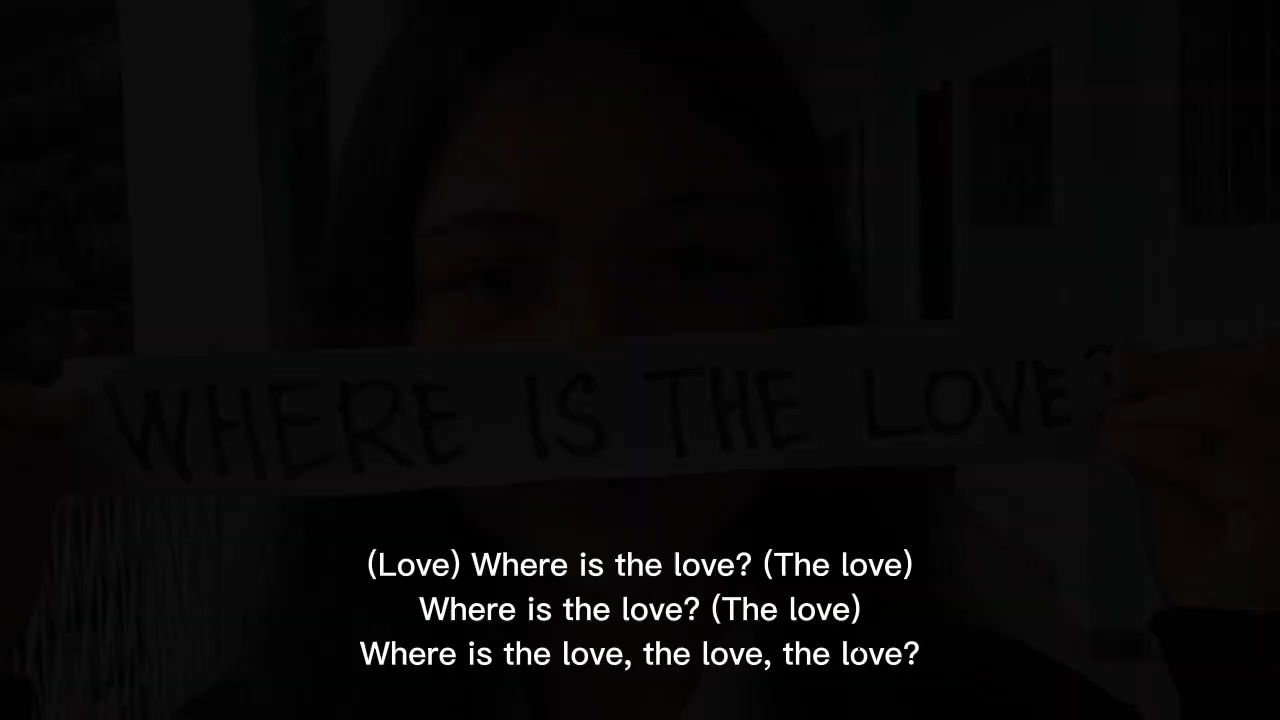 WHERE IS THE LOVE?
(Love) Where is the love? (The love)
Where is the love? (The love)
Where is the love, the love, the love?